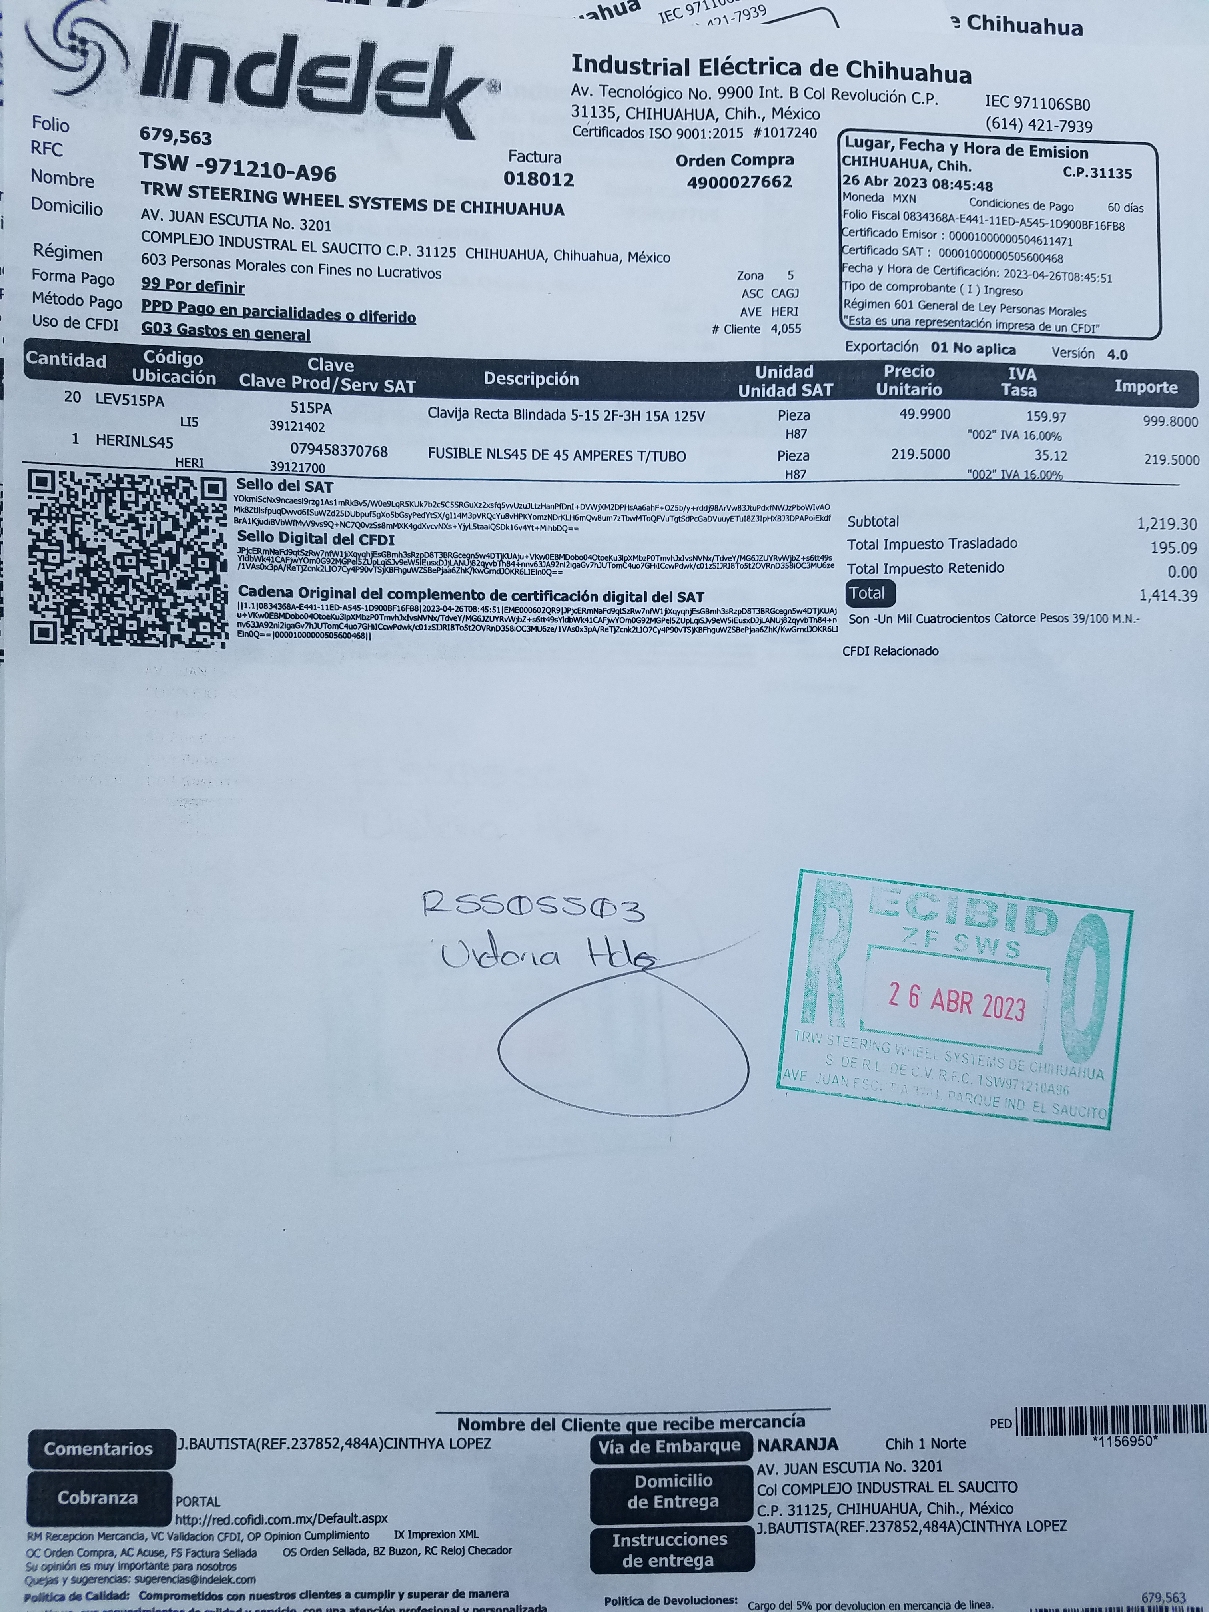 e Chihuahua
421-7939
Indelek®
Industrial Eléctrica de Chihuahua
Av. Tecnológico No. 9900 Int. B Col Revolución C.P.
31135, CHIHUAHUA, Chih., México
Certificados ISO 9001:2015 #1017240
IEC 971106SB0
(614) 421-7939
Folio 679,563
RFC TSW -971210-A96
Factura 018012
Orden Compra 4900027662
Nombre TRW STEERING WHEEL SYSTEMS DE CHIHUAHUA
Domicilio AV. JUAN ESCUTIA No. 3201
COMPLEJO INDUSTRAL EL SAUCITO C.P. 31125 CHIHUAHUA, Chihuahua, México
Régimen 603 Personas Morales con Fines no Lucrativos
Forma Pago 99 Por definir
Método Pago PPD Pago en parcialidades o diferido
Uso de CFDI G03 Gastos en general
Zona 5
ASC CAGJ
AVE HERI
# Cliente 4,055
Lugar, Fecha y Hora de Emision
CHIHUAHUA, Chih. C.P.31135
26 Abr 2023 08:45:48
Moneda MXN Condiciones de Pago 60 días
Folio Fiscal 0834368A-E441-11ED-A545-1D900BF16FB8
Certificado Emisor : 00001000000504611471
Certificado SAT : 00001000000505600468
Fecha y Hora de Certificación: 2023-04-26T08:45:51
Tipo de comprobante ( I ) Ingreso
Régimen 601 General de Ley Personas Morales
"Esta es una representación impresa de un CFDI"
Exportación 01 No aplica Versión 4.0
Cantidad Código Ubicación Clave Clave Prod/Serv SAT Descripción Unidad Unidad SAT Precio Unitario IVA Tasa Importe
20 LEV515PA 515PA Clavija Recta Blindada 5-15 2F-3H 15A 125V Pieza 49.9900 159.97 999.8000
LI5 39121402 H87 "002" IVA 16.00%
1 HERINLS45 079458370768 FUSIBLE NLS45 DE 45 AMPERES T/TUBO Pieza 219.5000 35.12 219.5000
HERI 39121700 H87 "002" IVA 16.00%
Sello del SAT
Sello Digital del CFDI
Cadena Original del complemento de certificación digital del SAT
Subtotal 1,219.30
Total Impuesto Trasladado 195.09
Total Impuesto Retenido 0.00
Total 1,414.39
Son -Un Mil Cuatrocientos Catorce Pesos 39/100 M.N.-
CFDI Relacionado
Victoria Hdo
RECIBIDO
ZF SWS
26 ABR 2023
TRW STEERING WHEEL SYSTEMS DE CHIHUAHUA
S. DE R.L. DE C.V. R.F.C. TSW971210A96
PARQUE IND. EL SAUCITO
Nombre del Cliente que recibe mercancía
PED *1156950*
Comentarios J.BAUTISTA(REF.237852,484A)CINTHYA LOPEZ
Vía de Embarque NARANJA Chih 1 Norte
Domicilio de Entrega AV. JUAN ESCUTIA No. 3201
Col COMPLEJO INDUSTRAL EL SAUCITO
C.P. 31125, CHIHUAHUA, Chih., México
Instrucciones de entrega J.BAUTISTA(REF.237852,484A)CINTHYA LOPEZ
Cobranza PORTAL
http://red.cofidi.com.mx/Default.aspx
RM Recepcion Mercancia, VC Validacion CFDI, OP Opinion Cumplimiento IX Imprexion XML
OC Orden Compra, AC Acuse, FS Factura Sellada OS Orden Sellada, BZ Buzon, RC Reloj Checador
Su opinión es muy importante para nosotros
Quejas y sugerencias: sugerencias@indelek.com
Política de Calidad: Comprometidos con nuestros clientes a cumplir y superar de manera
Política de Devoluciones: Cargo del 5% por devolucion en mercancia de linea.
679,563